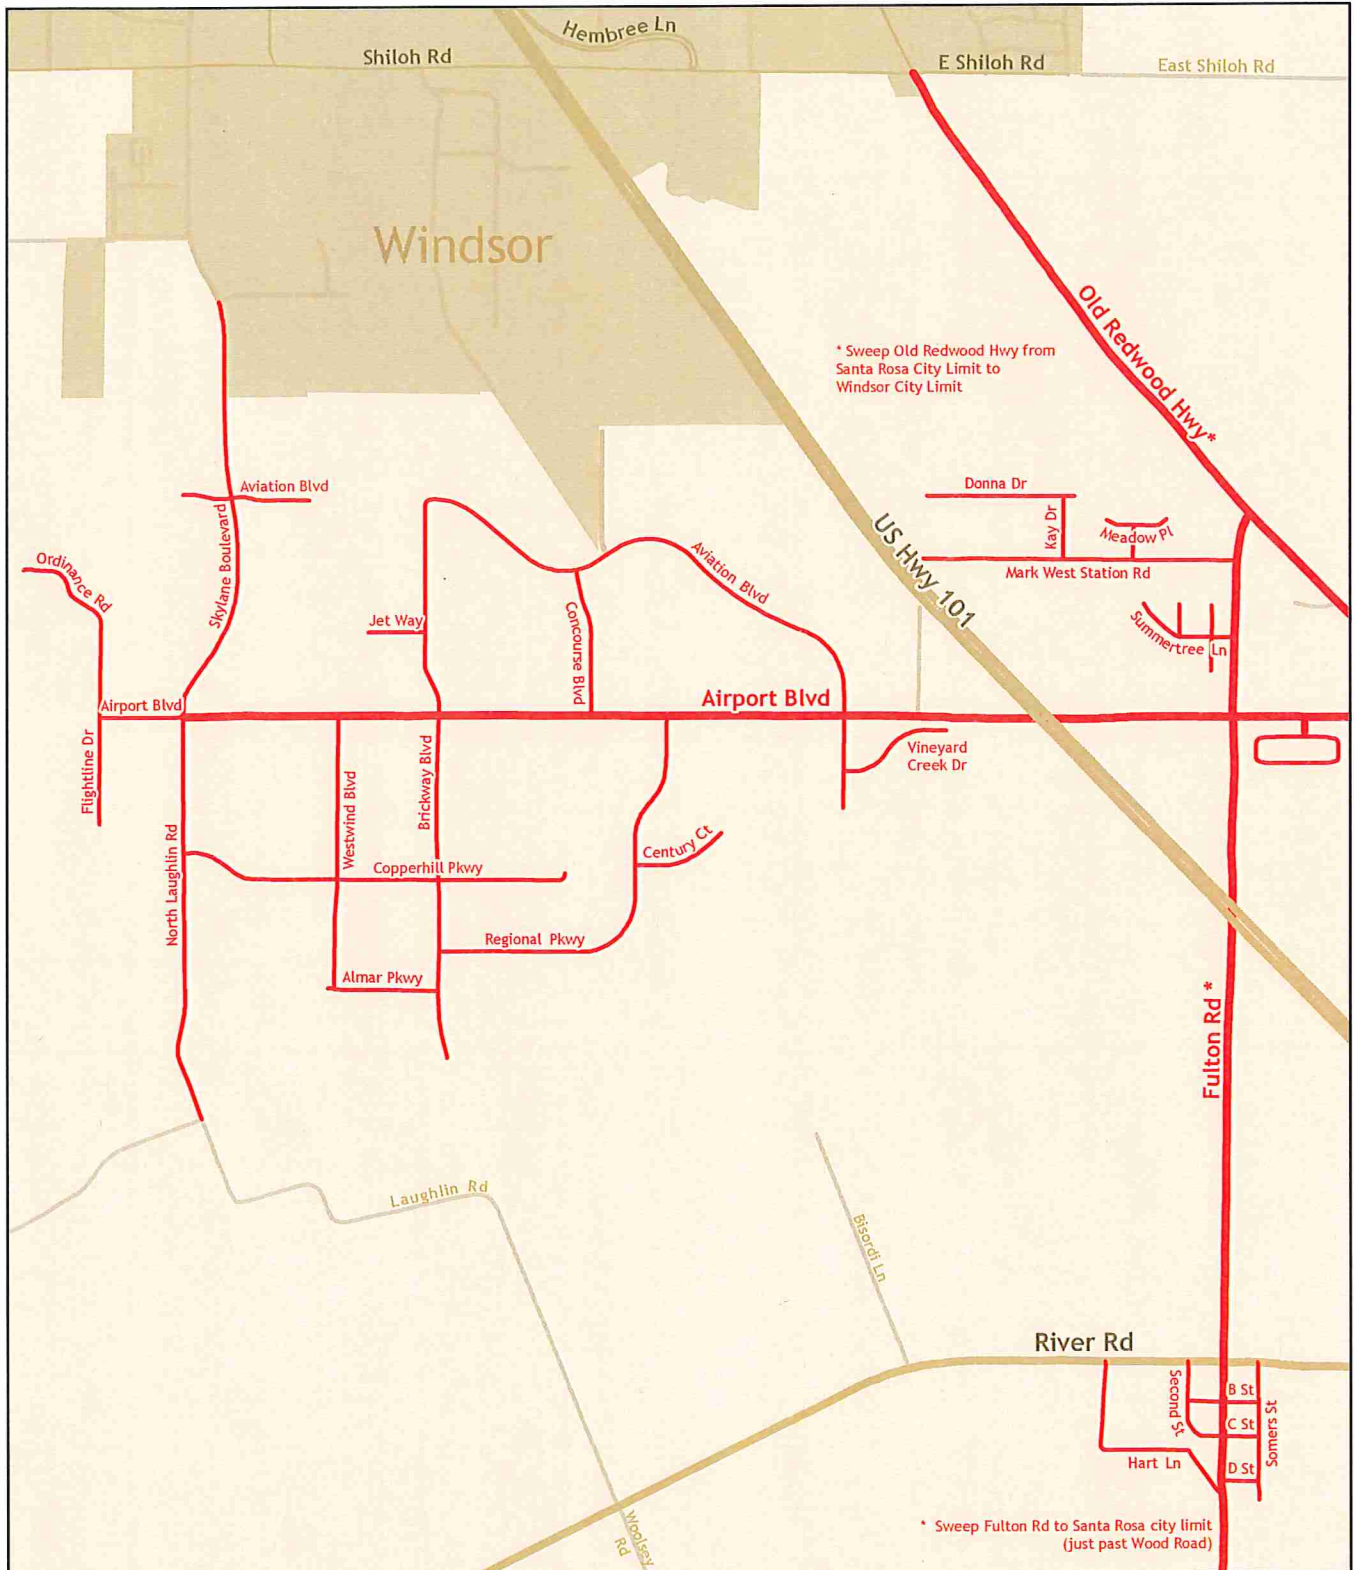 Hembree Ln
Shiloh Rd
E Shiloh Rd
East Shiloh Rd
Windsor
Old Redwood Hwy*
* Sweep Old Redwood Hwy from
Santa Rosa City Limit to
Windsor City Limit
Aviation Blvd
Donna Dr
Skylane Boulevard
US Hwy 101
Kay Dr
Meadow Pl
Ordinance Rd
Aviation Blvd
Mark West Station Rd
Jet Way
Concourse Blvd
Summertree Ln
Airport Blvd
Airport Blvd
Flightline Dr
Westwind Blvd
Brickway Blvd
Vineyard
Creek Dr
North Laughlin Rd
Century Ct
Copperhill Pkwy
Regional Pkwy
Almar Pkwy
Fulton Rd *
Laughlin Rd
Bisordi Ln
River Rd
Second St
B St
C St
Somers St
Hart Ln
D St
Woolsey
Rd
* Sweep Fulton Rd to Santa Rosa city limit
(just past Wood Road)